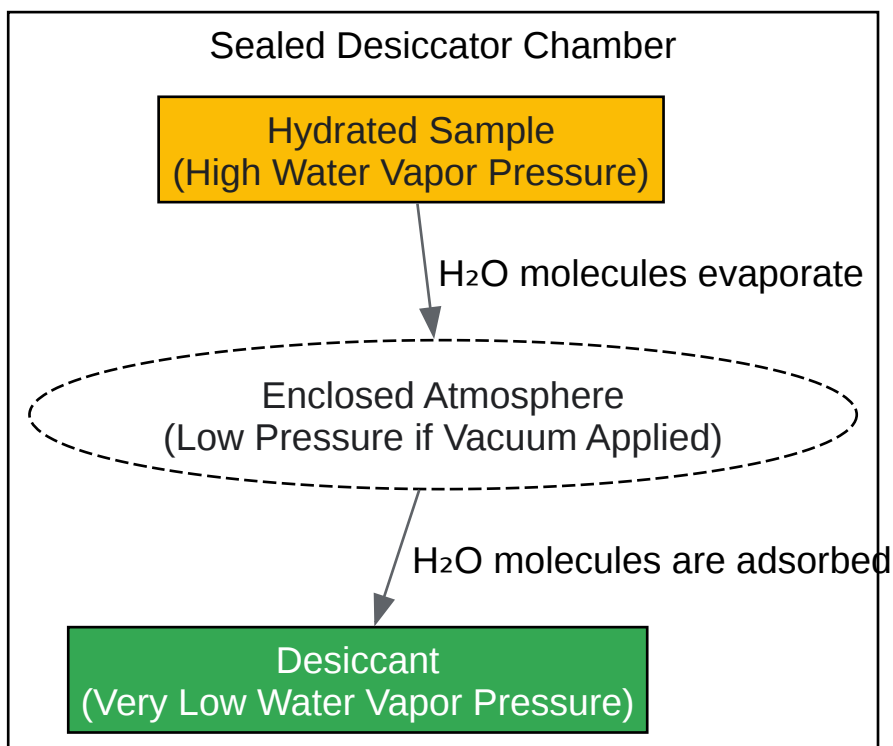 Sealed Desiccator Chamber
Hydrated Sample
(High Water Vapor Pressure)
H₂O molecules evaporate
Enclosed Atmosphere
(Low Pressure if Vacuum Applied)
H₂O molecules are adsorbed
Desiccant
(Very Low Water Vapor Pressure)